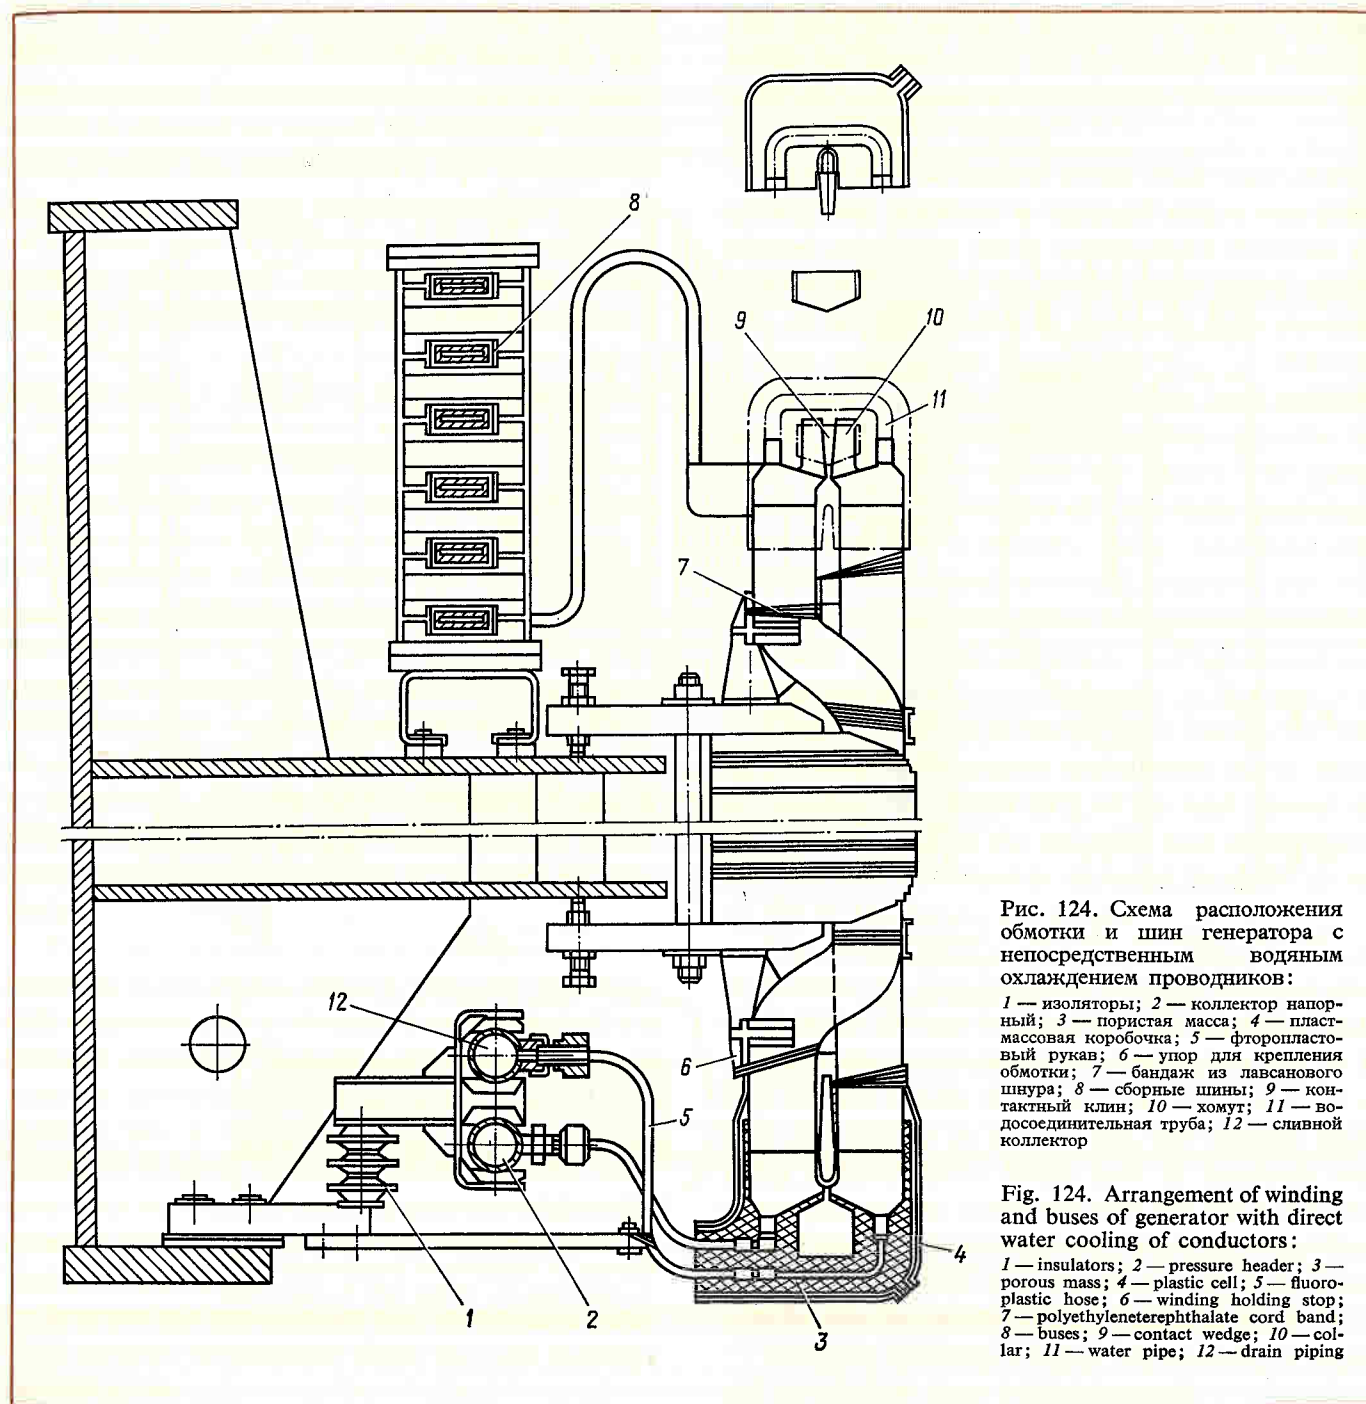 8
9
10
11
7
12
6
5
4
1
2
3
Рис. 124. Схема расположения
обмотки и шин генератора с
непосредственным водяным
охлаждением проводников:
1 — изоляторы; 2 — коллектор напор-
ный; 3 — пористая масса; 4 — пласт-
массовая коробочка; 5 — фторопласто-
вый рукав; 6 — упор для крепления
обмотки; 7 — бандаж из лавсанового
шнура; 8 — сборные шины; 9 — кон-
тактный клин; 10 — хомут; 11 — во-
досоединительная труба; 12 — сливной
коллектор
Fig. 124. Arrangement of winding
and buses of generator with direct
water cooling of conductors:
1 — insulators; 2 — pressure header; 3 —
porous mass; 4 — plastic cell; 5 — fluoro-
plastic hose; 6 — winding holding stop;
7 — polyethyleneterephthalate cord band;
8 — buses; 9 — contact wedge; 10 — col-
lar; 11 — water pipe; 12 — drain piping